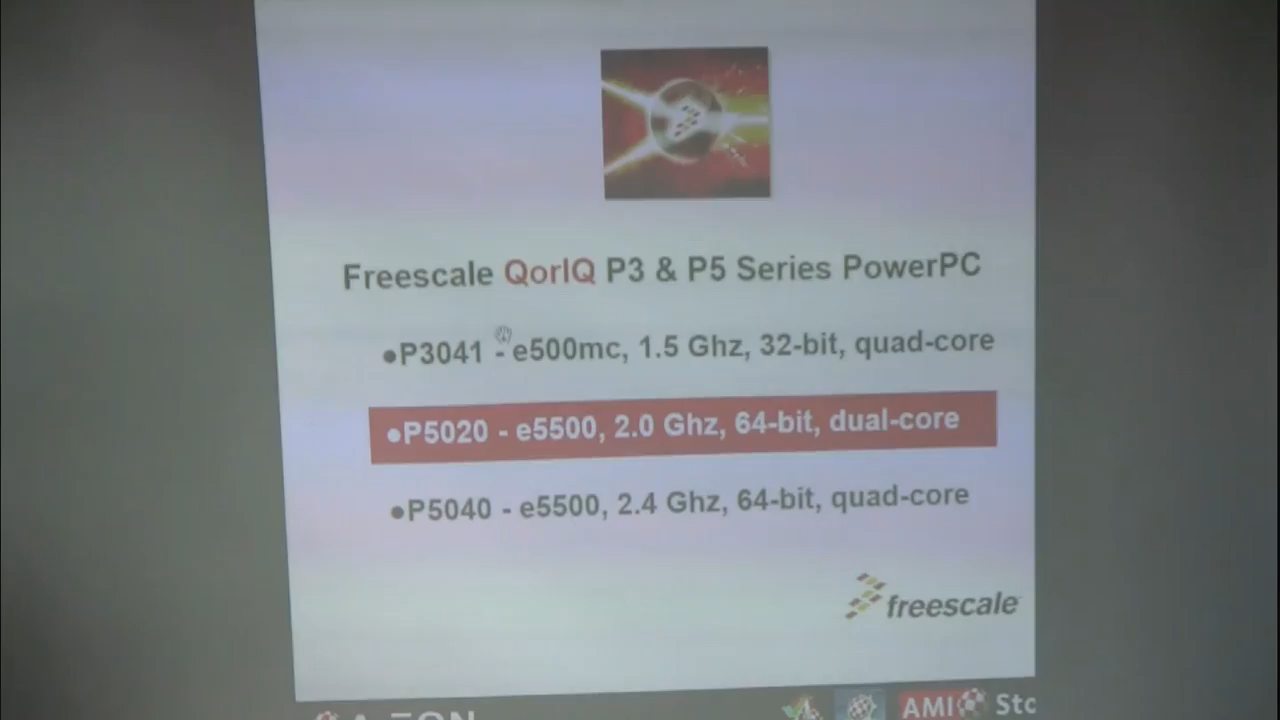 Freescale QorIQ P3 & P5 Series PowerPC
●P3041 - e500mc, 1.5 Ghz, 32-bit, quad-core
●P5020 - e5500, 2.0 Ghz, 64-bit, dual-core
●P5040 - e5500, 2.4 Ghz, 64-bit, quad-core
freescale
AMI Sto